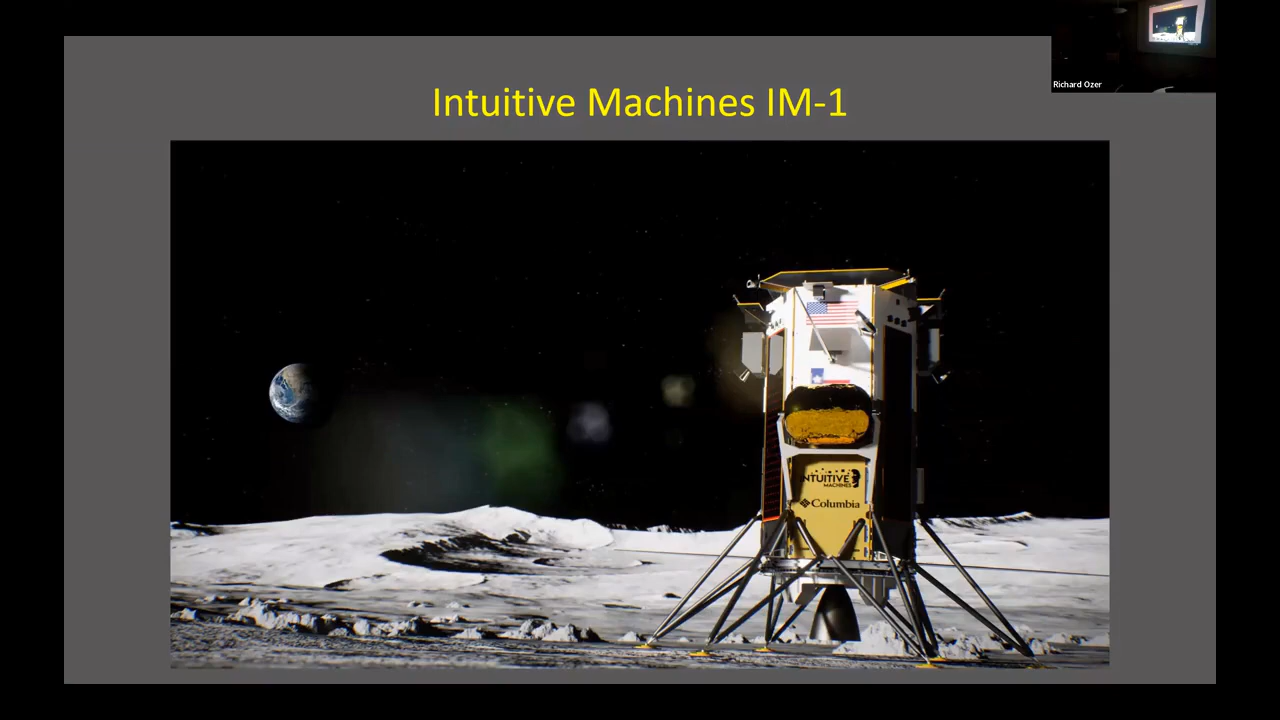 Intuitive Machines IM-1
Richard Ozer
INTUITIVE
MACHINES
Columbia